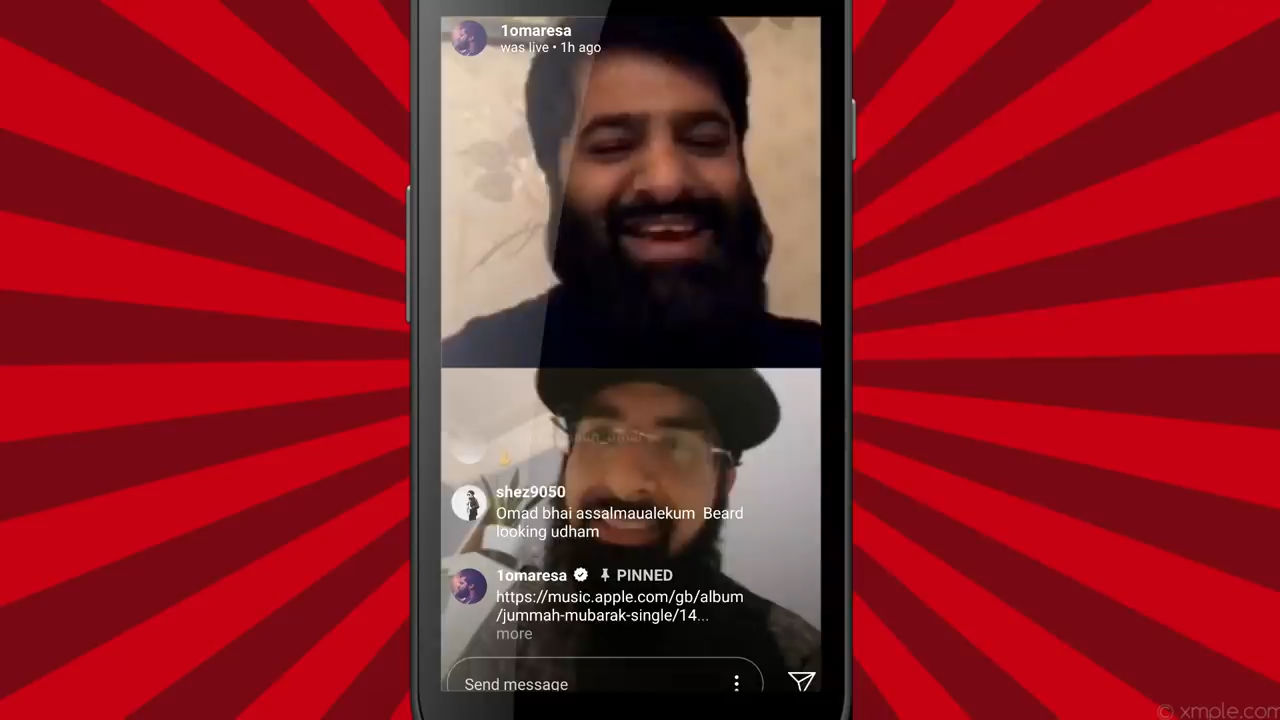 1omaresa
was live • 1h ago
shez9050
Omad bhai assalmaualekum Beard
looking udham
1omaresa PINNED
https://music.apple.com/gb/album
/jummah-mubarak-single/14...
more
Send message
© xmple.com